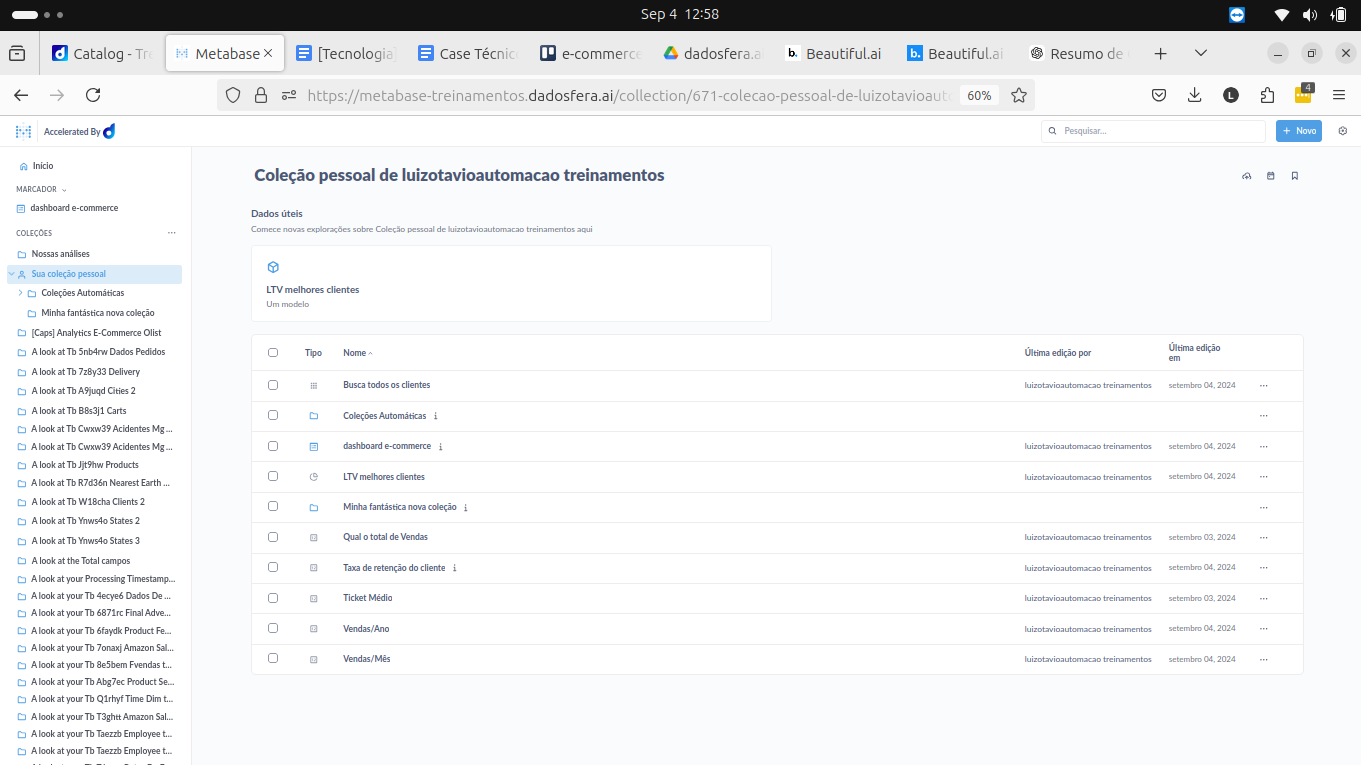 Sep 4 12:58
Catalog - Tre
Metabase
[Tecnologia]
Case Técnic
e-commerce
dadosfera.a
Beautiful.ai
Beautiful.ai
Resumo de
https://metabase-treinamentos.dadosfera.ai/collection/671-colecao-pessoal-de-luizotavioaut
60%
L
4
Accelerated By
Pesquisar...
Novo
Início
MARCADOR
dashboard e-commerce
COLEÇÕES
Nossas análises
Sua coleção pessoal
Coleções Automáticas
Minha fantástica nova coleção
[Caps] Analytics E-Commerce Olist
A look at Tb 5nb4rw Dados Pedidos
A look at Tb 7z8y33 Delivery
A look at Tb A9juqd Cities 2
A look at Tb B8s3j1 Carts
A look at Tb Cwxw39 Acidentes Mg ...
A look at Tb Cwxw39 Acidentes Mg ...
A look at Tb Jjt9hw Products
A look at Tb R7d36n Nearest Earth ...
A look at Tb W18cha Clients 2
A look at Tb Ynws4o States 2
A look at Tb Ynws4o States 3
A look at the Total campos
A look at your Processing Timestamp...
A look at your Tb 4ecye6 Dados De ...
A look at your Tb 6871rc Final Adve...
A look at your Tb 6faydk Product Fe...
A look at your Tb 7onaxj Amazon Sal...
A look at your Tb 8e5bem Fvendas t...
A look at your Tb Abg7ec Product Se...
A look at your Tb Q1rhyf Time Dim t...
A look at your Tb T3ghtt Amazon Sal...
A look at your Tb Taezzb Employee t...
A look at your Tb Taezzb Employee t...
Coleção pessoal de luizotavioautomacao treinamentos
Dados úteis
Comece novas explorações sobre Coleção pessoal de luizotavioautomacao treinamentos aqui
LTV melhores clientes
Um modelo
Tipo Nome Última edição por Última edição em
Busca todos os clientes luizotavioautomacao treinamentos setembro 04, 2024 ...
Coleções Automáticas ...
dashboard e-commerce luizotavioautomacao treinamentos setembro 04, 2024 ...
LTV melhores clientes luizotavioautomacao treinamentos setembro 04, 2024 ...
Minha fantástica nova coleção ...
Qual o total de Vendas luizotavioautomacao treinamentos setembro 03, 2024 ...
Taxa de retenção do cliente luizotavioautomacao treinamentos setembro 04, 2024 ...
Ticket Médio luizotavioautomacao treinamentos setembro 03, 2024 ...
Vendas/Ano luizotavioautomacao treinamentos setembro 04, 2024 ...
Vendas/Mês luizotavioautomacao treinamentos setembro 04, 2024 ...